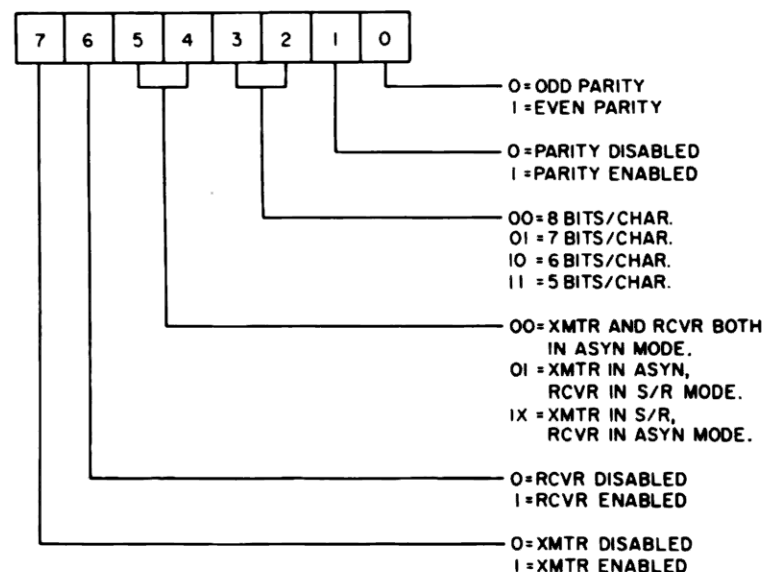 7 6 5 4 3 2 1 0
0=ODD PARITY
1=EVEN PARITY
0=PARITY DISABLED
1=PARITY ENABLED
00=8 BITS/CHAR.
01=7 BITS/CHAR.
10=6 BITS/CHAR.
11=5 BITS/CHAR.
00=XMTR AND RCVR BOTH
IN ASYN MODE.
01=XMTR IN ASYN,
RCVR IN S/R MODE.
1X=XMTR IN S/R,
RCVR IN ASYN MODE.
0=RCVR DISABLED
1=RCVR ENABLED
0=XMTR DISABLED
1=XMTR ENABLED